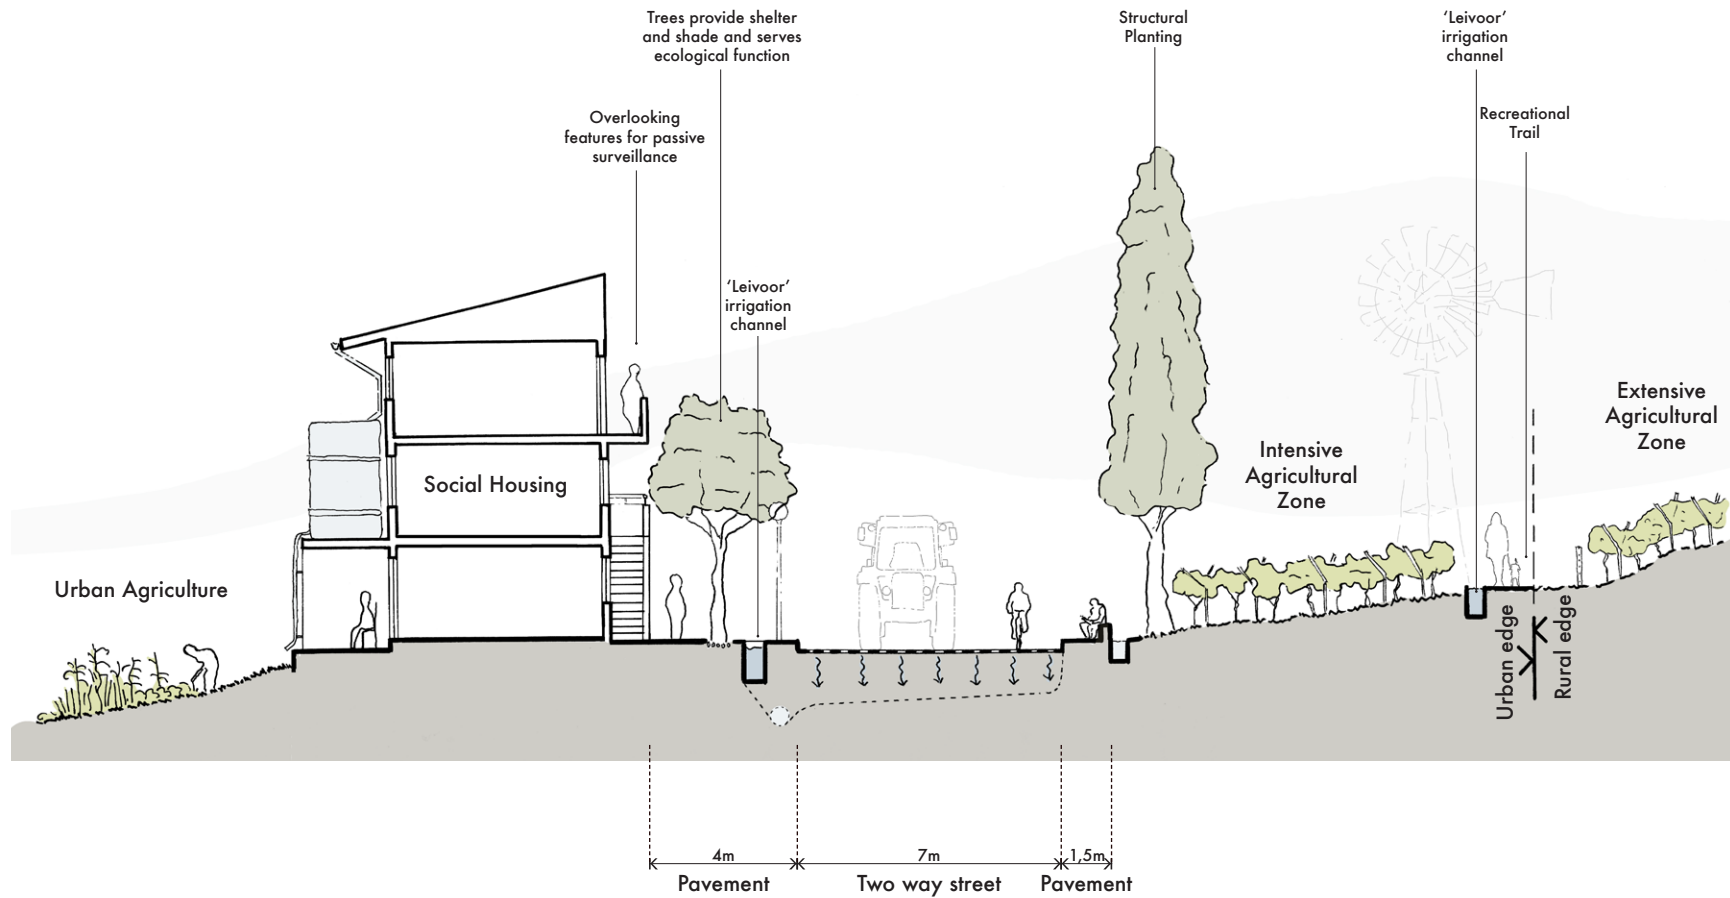 Trees provide shelter
and shade and serves
ecological function
Structural
Planting
‘Leivoor’
irrigation
channel
Overlooking
features for passive
surveillance
Recreational
Trail
‘Leivoor’
irrigation
channel
Extensive
Agricultural
Zone
Intensive
Agricultural
Zone
Social Housing
Urban Agriculture
Urban edge
Rural edge
4m
7m
1,5m
Pavement
Two way street
Pavement